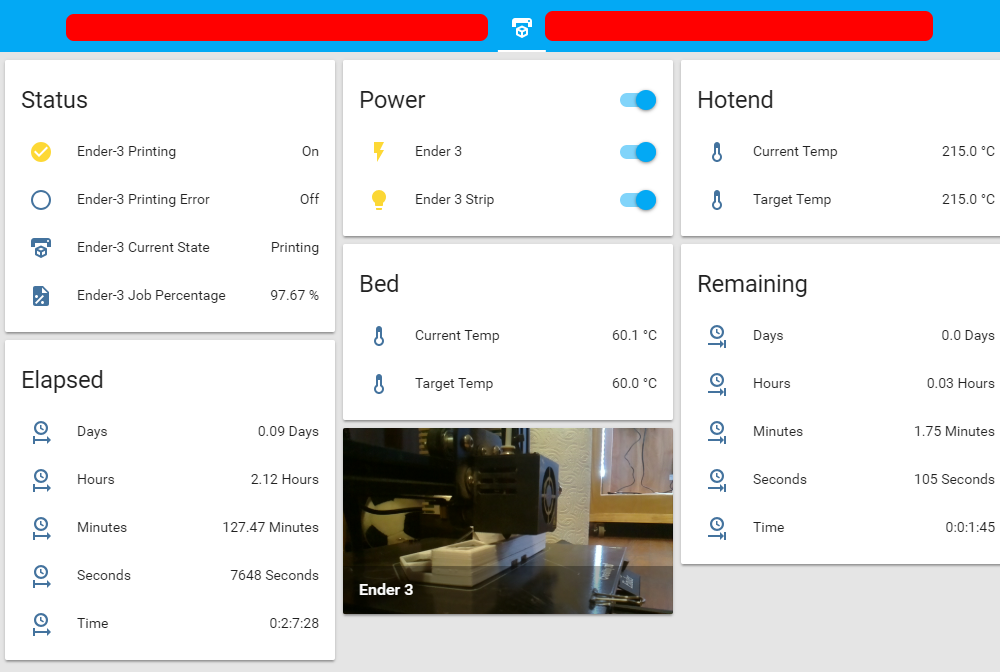 Status
Ender-3 Printing On
Ender-3 Printing Error Off
Ender-3 Current State Printing
Ender-3 Job Percentage 97.67 %
Elapsed
Days 0.09 Days
Hours 2.12 Hours
Minutes 127.47 Minutes
Seconds 7648 Seconds
Time 0:2:7:28
Power
Ender 3
Ender 3 Strip
Bed
Current Temp 60.1 °C
Target Temp 60.0 °C
Ender 3
Hotend
Current Temp 215.0 °C
Target Temp 215.0 °C
Remaining
Days 0.0 Days
Hours 0.03 Hours
Minutes 1.75 Minutes
Seconds 105 Seconds
Time 0:0:1:45